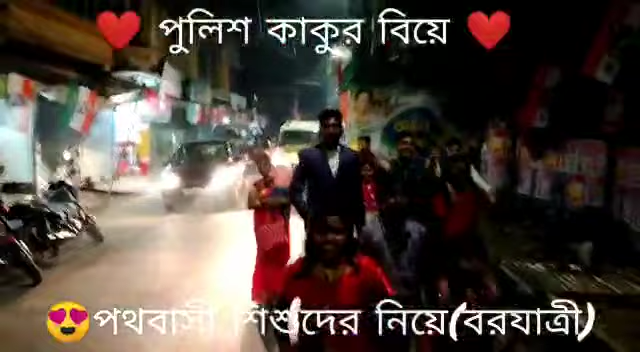 ❤️ পুলিশ কাকুর বিয়ে ❤️
😍পথবাসী শিশুদের নিয়ে(বরযাত্রী)